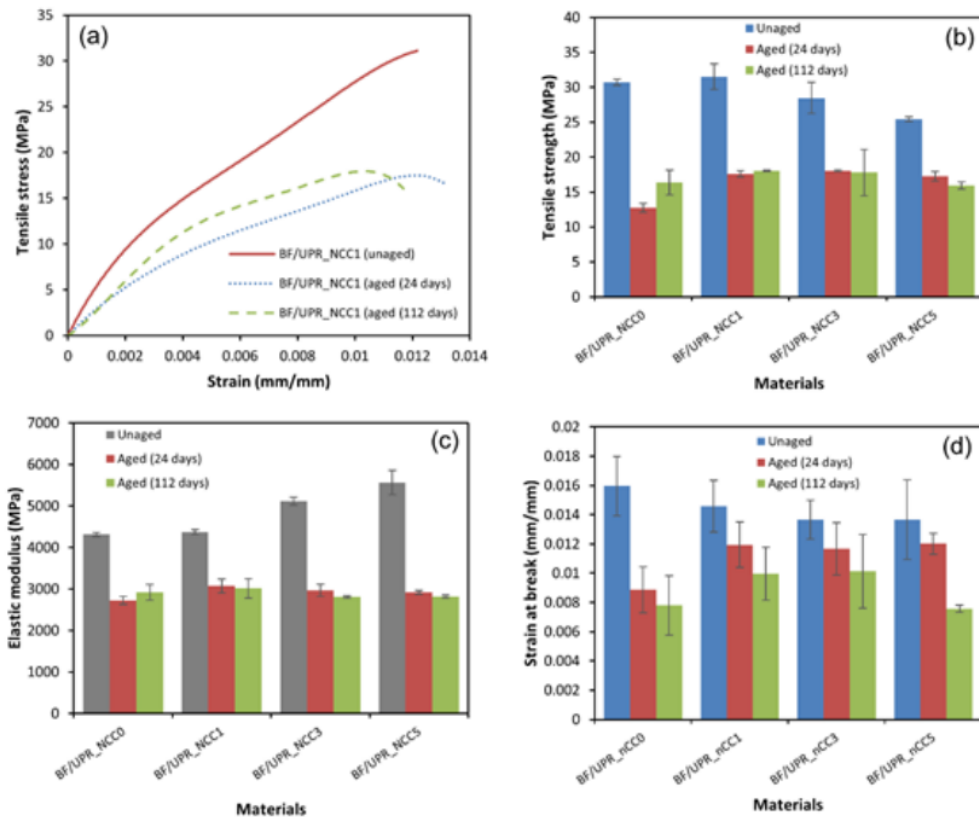 (a)
35
30
25
20
15
10
5
0
Tensile stress (MPa)
BF/UPR_NCC1 (unaged)
BF/UPR_NCC1 (aged (24 days)
BF/UPR_NCC1 (aged (112 days)
0 0.002 0.004 0.006 0.008 0.01 0.012 0.014
Strain (mm/mm)
(b)
40
35
30
25
20
15
10
5
0
Tensile strength (MPa)
Unaged
Aged (24 days)
Aged (112 days)
BF/UPR_NCC0 BF/UPR_NCC1 BF/UPR_NCC3 BF/UPR_NCC5
Materials
(c)
7000
6000
5000
4000
3000
2000
1000
0
Elastic modulus (MPa)
Unaged
Aged (24 days)
Aged (112 days)
BF/UPR_NCC0 BF/UPR_NCC1 BF/UPR_NCC3 BF/UPR_NCC5
Materials
(d)
0.02
0.018
0.016
0.014
0.012
0.01
0.008
0.006
0.004
0.002
0
Strain at break (mm/mm)
Unaged
Aged (24 days)
Aged (112 days)
BF/UPR_nCC0 BF/UPR_nCC1 BF/UPR_nCC3 BF/UPR_nCC5
Materials